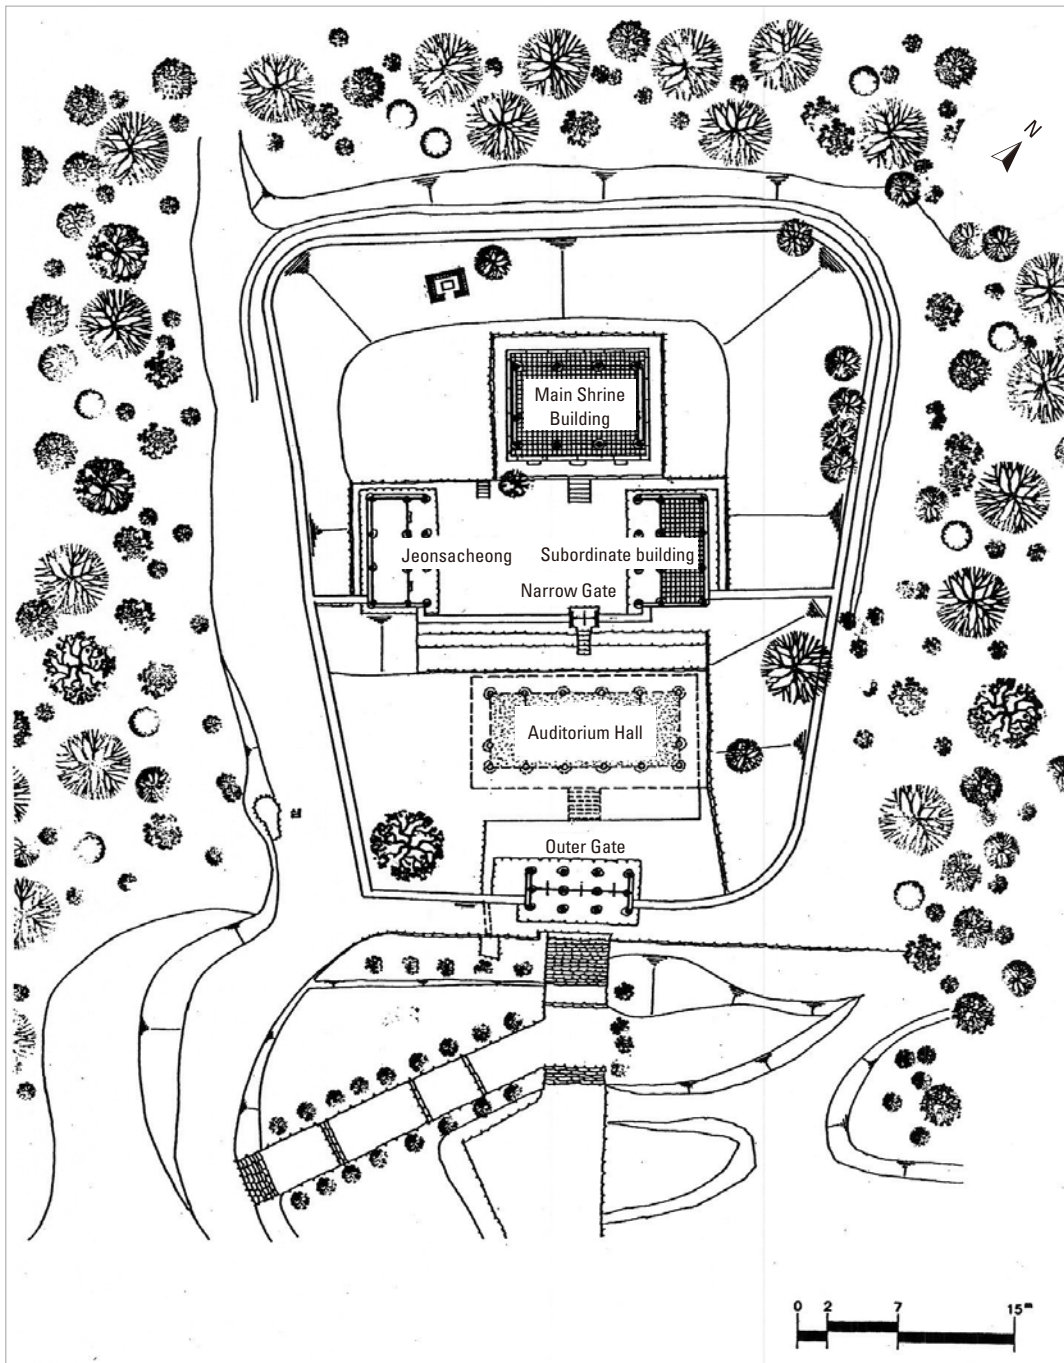 N
Main Shrine
Building
Jeonsacheong
Subordinate building
Narrow Gate
Auditorium Hall
Outer Gate
0 2 7 15m